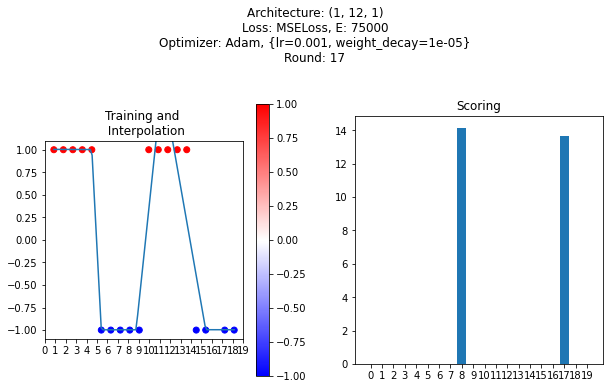 Architecture: (1, 12, 1)
Loss: MSELoss, E: 75000
Optimizer: Adam, {lr=0.001, weight_decay=1e-05}
Round: 17
Training and
Interpolation
1.00
0.75
0.50
0.25
0.00
−0.25
−0.50
−0.75
−1.00
0 1 2 3 4 5 6 7 8 9 10 11 12 13 14 15 16 17 18 19
1.00
0.75
0.50
0.25
0.00
−0.25
−0.50
−0.75
−1.00
Scoring
14
12
10
8
6
4
2
0
0 1 2 3 4 5 6 7 8 9 10 11 12 13 14 15 16 17 18 19